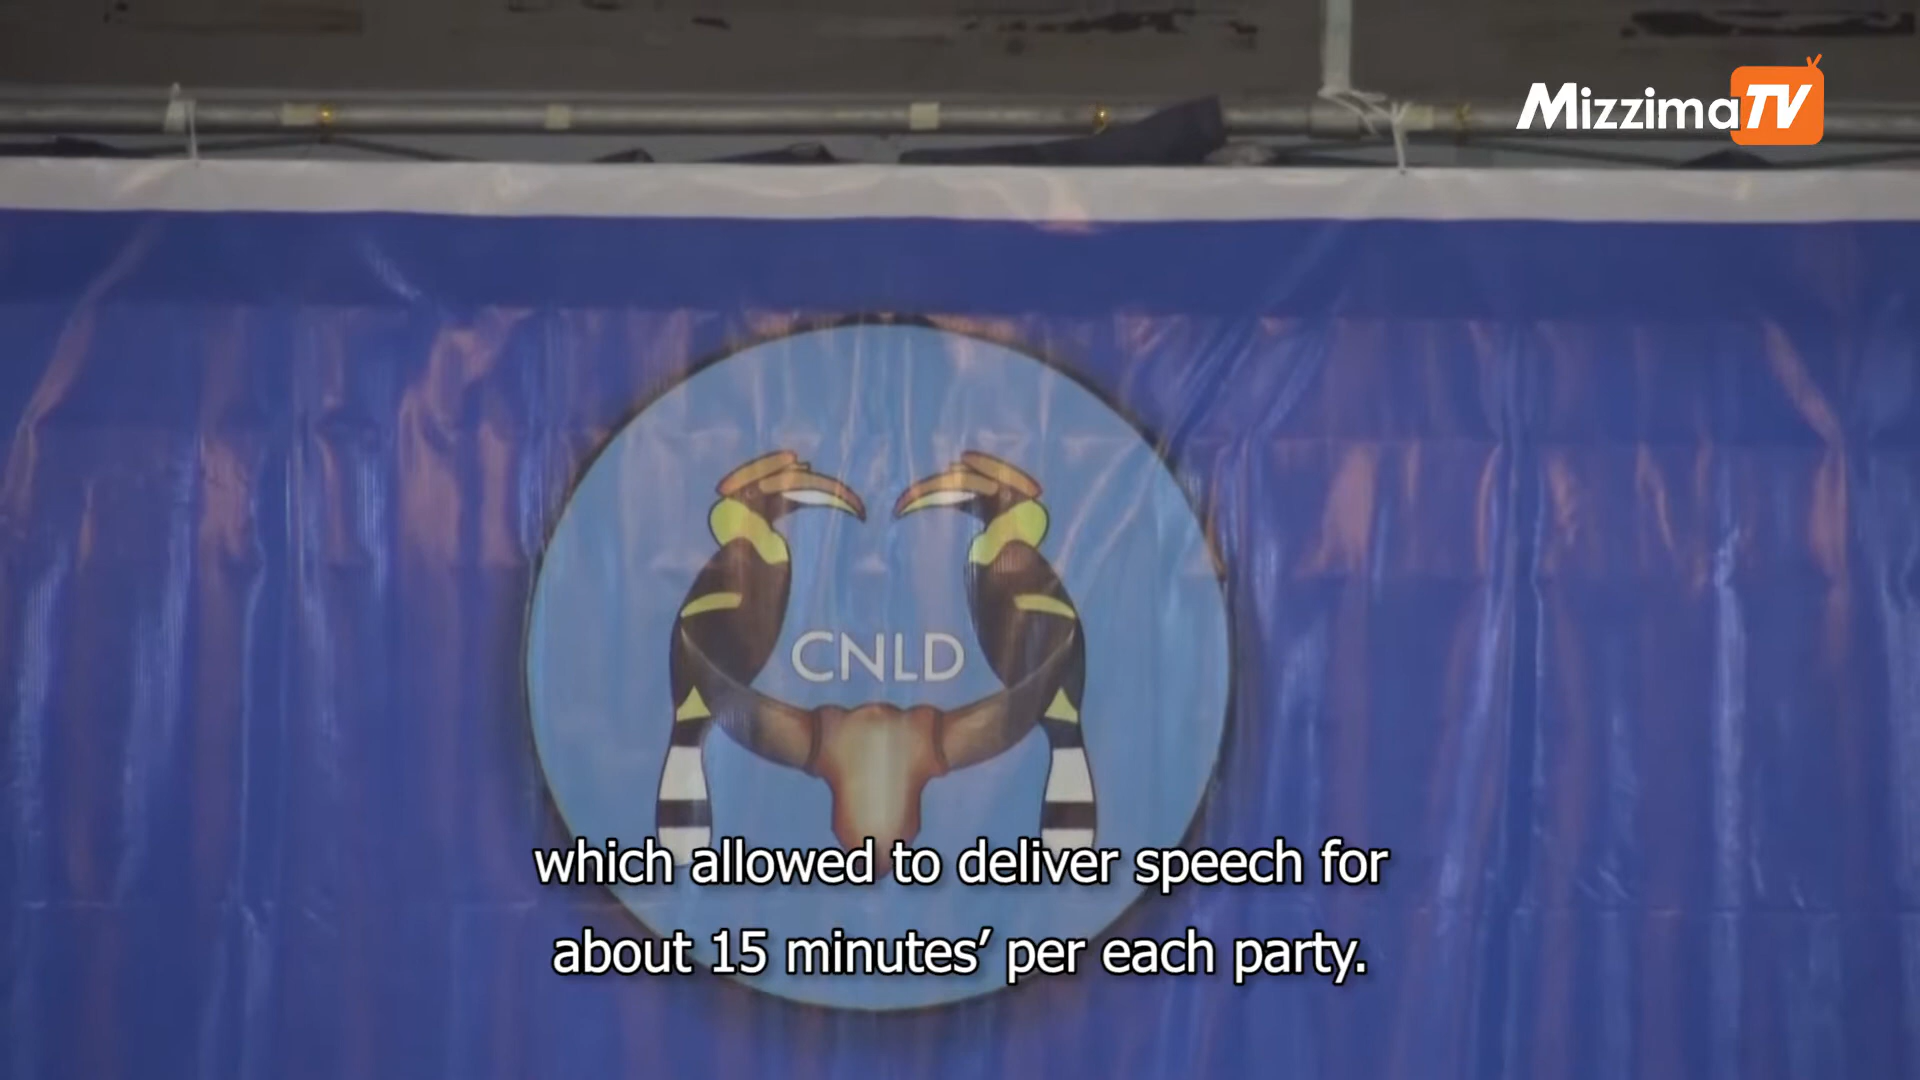 MizzimaTV
CNLD
which allowed to deliver speech for
about 15 minutes’ per each party.